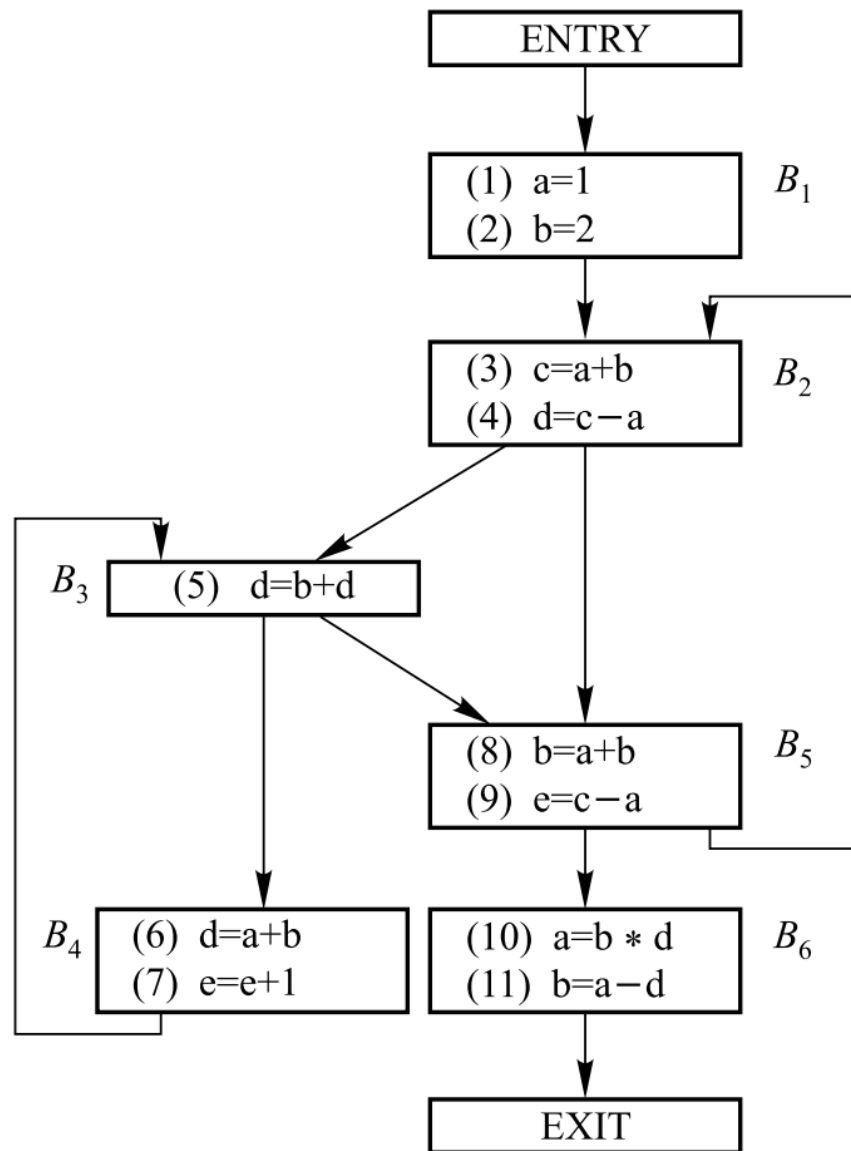 ENTRY
(1) a=1
(2) b=2
B1
(3) c=a+b
(4) d=c−a
B2
B3
(5) d=b+d
(8) b=a+b
(9) e=c−a
B5
B4
(6) d=a+b
(7) e=e+1
(10) a=b * d
(11) b=a−d
B6
EXIT